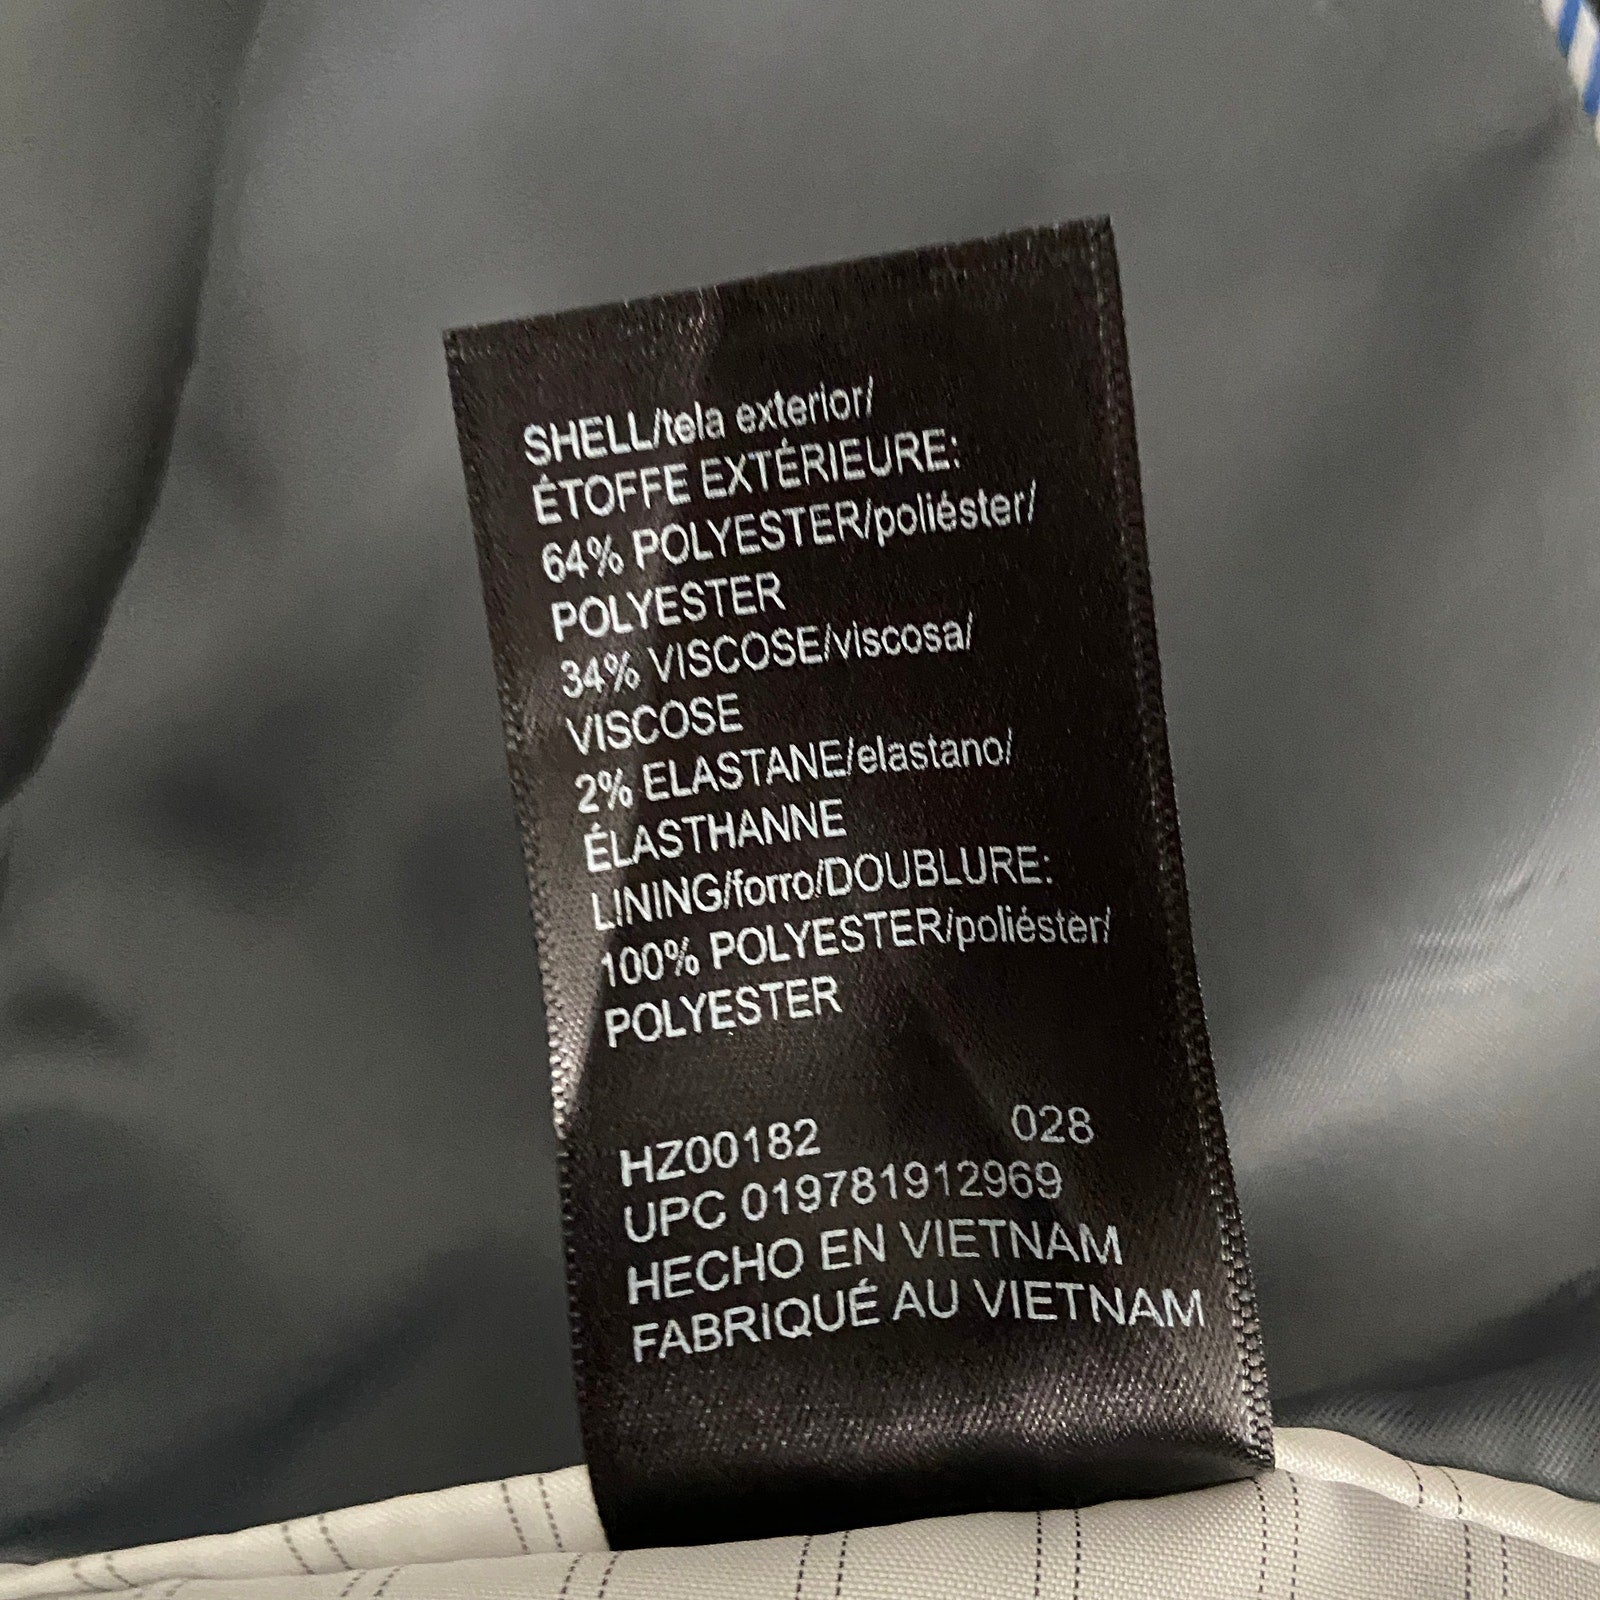 SHELL/tela exterior/
ÉTOFFE EXTÉRIEURE:
64% POLYESTER/poliéster/
POLYESTER
34% VISCOSE/viscosa/
VISCOSE
2% ELASTANE/elastano/
ÉLASTHANNE
LINING/forro/DOUBLURE:
100% POLYESTER/poliéster/
POLYESTER
HZ00182 028
UPC 019781912969
HECHO EN VIETNAM
FABRIQUÉ AU VIETNAM